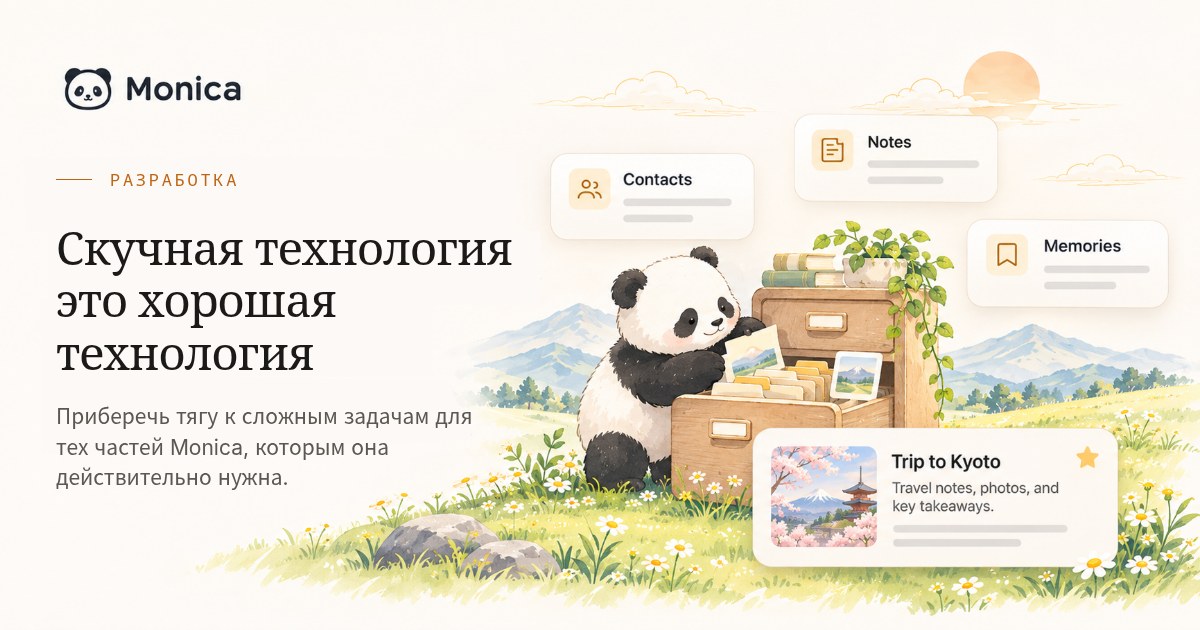 Monica
РАЗРАБОТКА
Скучная технология
это хорошая
технология
Приберечь тягу к сложным задачам для
тех частей Monica, которым она
действительно нужна.
Contacts
Notes
Memories
Trip to Kyoto
Travel notes, photos, and
key takeaways.